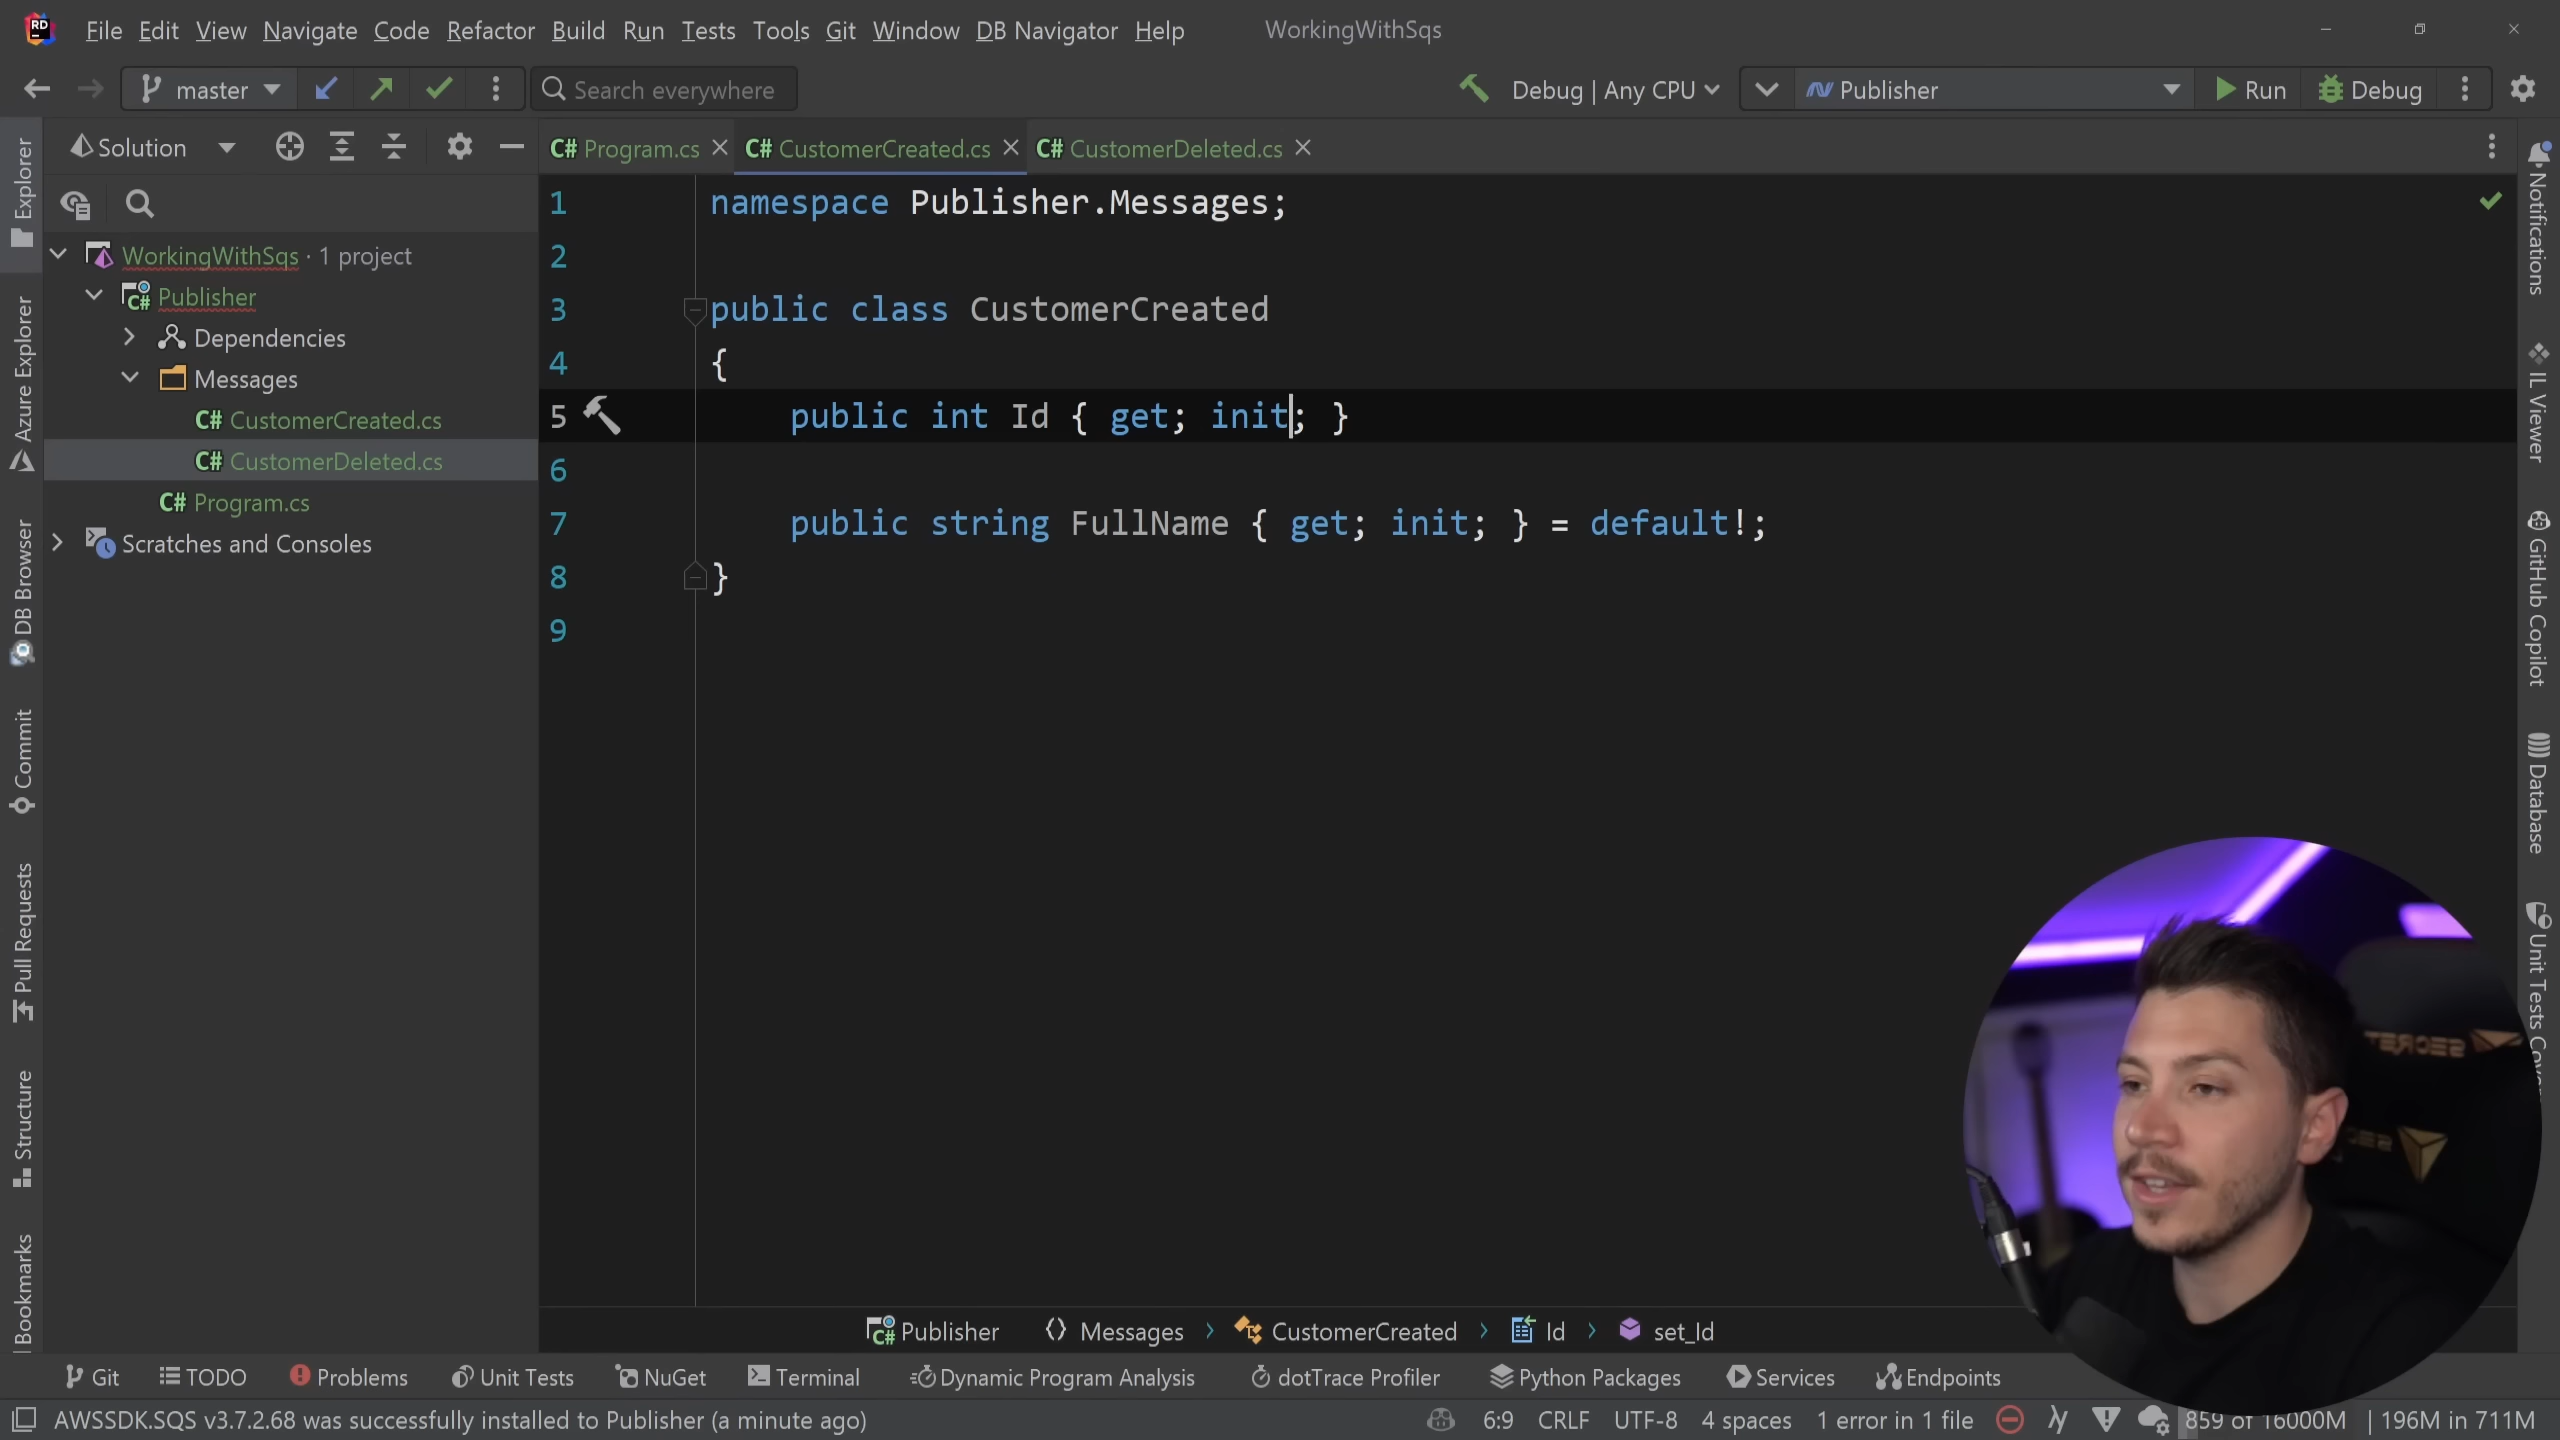 RD File Edit View Navigate Code Refactor Build Run Tests Tools Git Window DB Navigator Help WorkingWithSqs
master Search everywhere Debug | Any CPU Publisher Run Debug
Solution
C# Program.cs C# CustomerCreated.cs C# CustomerDeleted.cs
WorkingWithSqs · 1 project
C# Publisher
Dependencies
Messages
C# CustomerCreated.cs
C# CustomerDeleted.cs
C# Program.cs
Scratches and Consoles
Explorer
Azure Explorer
DB Browser
Commit
Pull Requests
Structure
Bookmarks
1 namespace Publisher.Messages;
2
3 public class CustomerCreated
4 {
5 public int Id { get; init; }
6
7 public string FullName { get; init; } = default!;
8 }
9
Notifications
IL Viewer
GitHub Copilot
Database
Unit Tests
SECRET
C# Publisher Messages CustomerCreated Id set_Id
Git TODO Problems Unit Tests NuGet Terminal Dynamic Program Analysis dotTrace Profiler Python Packages Services Endpoints
AWSSDK.SQS v3.7.2.68 was successfully installed to Publisher (a minute ago) 6:9 CRLF UTF-8 4 spaces 1 error in 1 file 859 of 16000M | 196M in 711M